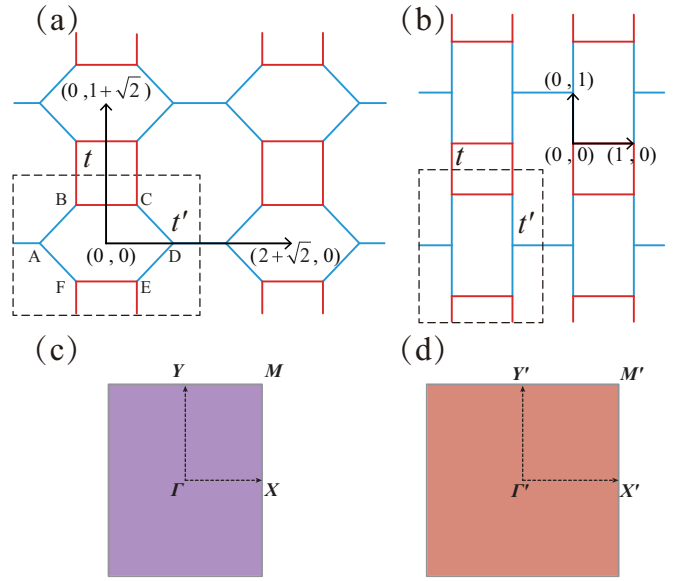 (a)
(0 ,1+√2 )
t
B
C
t′
A
(0 , 0)
D
(2+√2 , 0)
F
E
(b)
(0 , 1)
(0 , 0)
(1 , 0)
t
t′
(c)
Y
M
Γ
X
(d)
Y′
M′
Γ′
X′